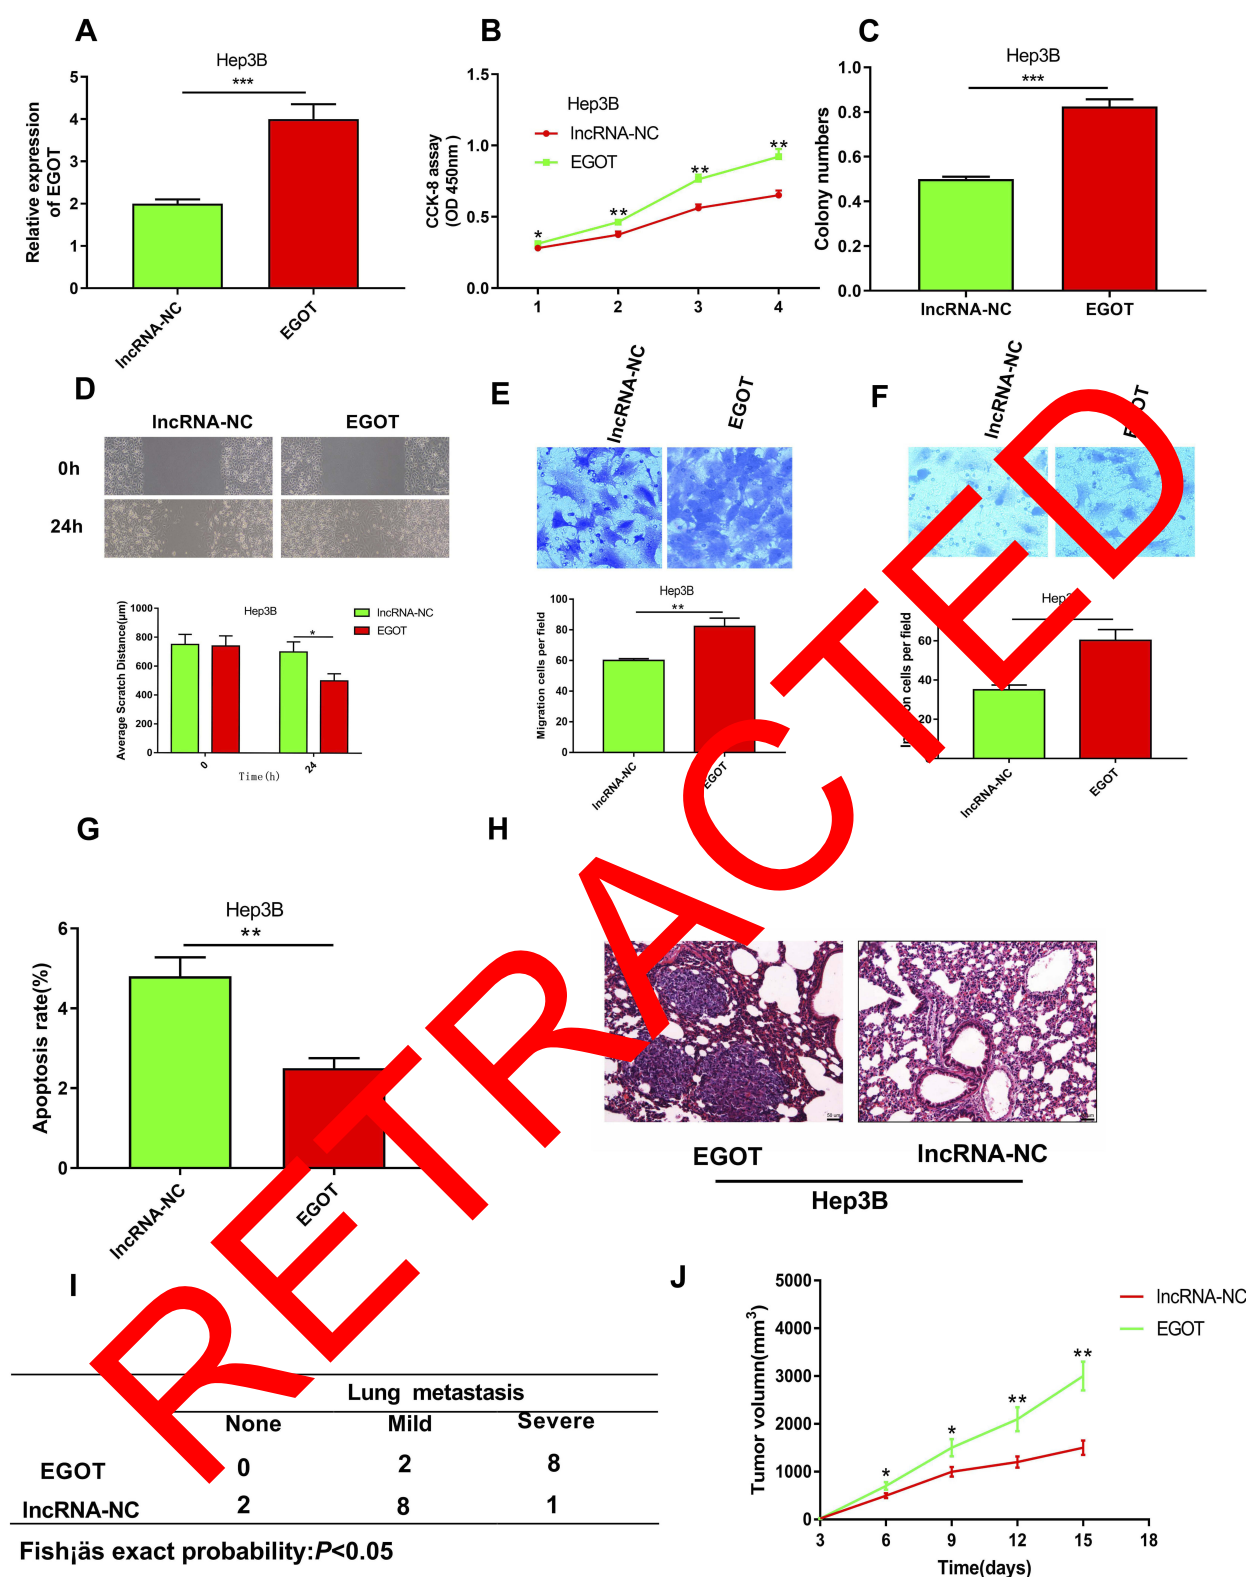 A
Hep3B
***
Relative expression
of EGOT
5
4
3
2
1
0
lncRNA-NC
EGOT
B
CCK-8 assay
(OD 450nm )
1.5
1.0
0.5
0.0
Hep3B
lncRNA-NC
EGOT
*
**
**
**
1 2 3 4
C
Hep3B
***
Colony numbers
1.0
0.8
0.6
0.4
0.2
0.0
lncRNA-NC EGOT
D
lncRNA-NC EGOT
0h
24h
Hep3B
lncRNA-NC
EGOT
*
Average Scratch Distance(μm)
1000
800
600
400
200
0
0 24
Time(h)
E
lncRNA-NC EGOT
Hep3B
**
Migration cells per field
100
80
60
40
20
0
lncRNA-NC EGOT
F
lncRNA-NC EGOT
cells per field
60
40
20
lncRNA-NC EGOT
G
Hep3B
**
Apoptosis rate(%)
6
4
2
0
lncRNA-NC EGOT
H
50 um
EGOT lncRNA-NC
Hep3B
I
Lung metastasis
None Mild Severe
EGOT 0 2 8
lncRNA-NC 2 8 1
Fish¡äs exact probability:P<0.05
J
Tumor volumn(mm³)
5000
4000
3000
2000
1000
0
lncRNA-NC
EGOT
*
*
**
**
3 6 9 12 15 18
Time(days)
RETRACTED